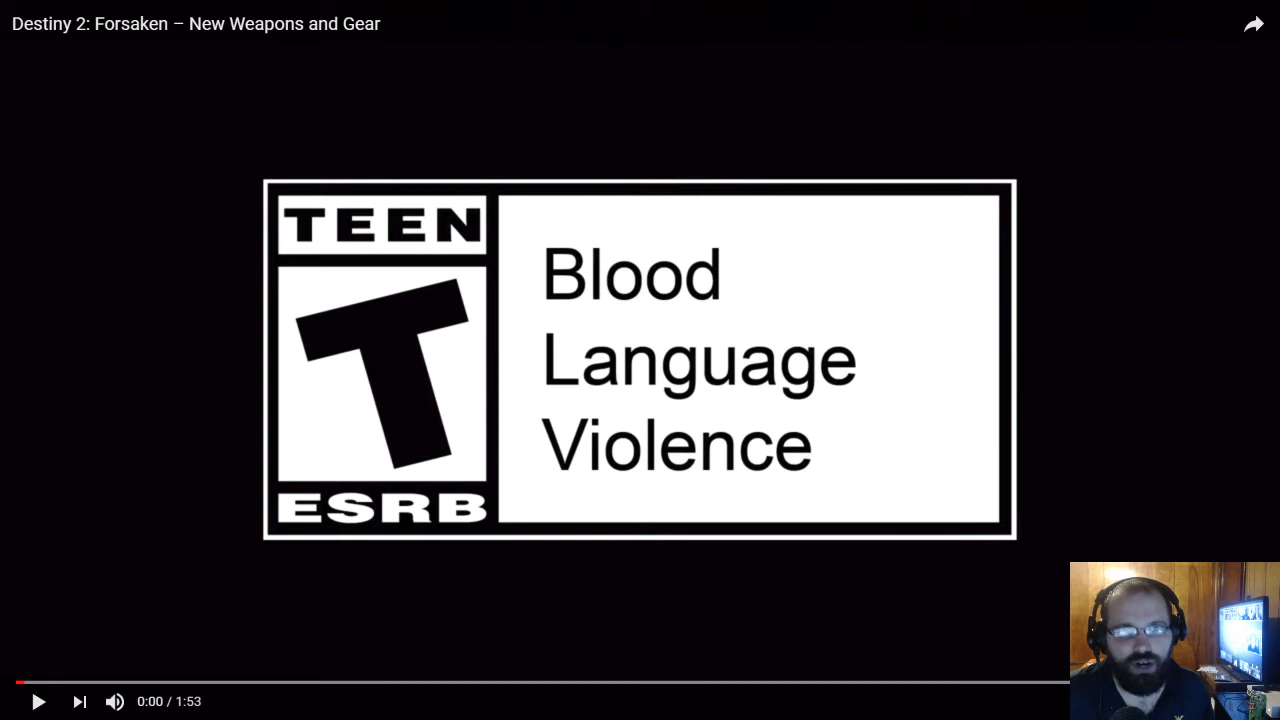 Destiny 2: Forsaken – New Weapons and Gear
TEEN
T
ESRB
Blood
Language
Violence
0:00 / 1:53